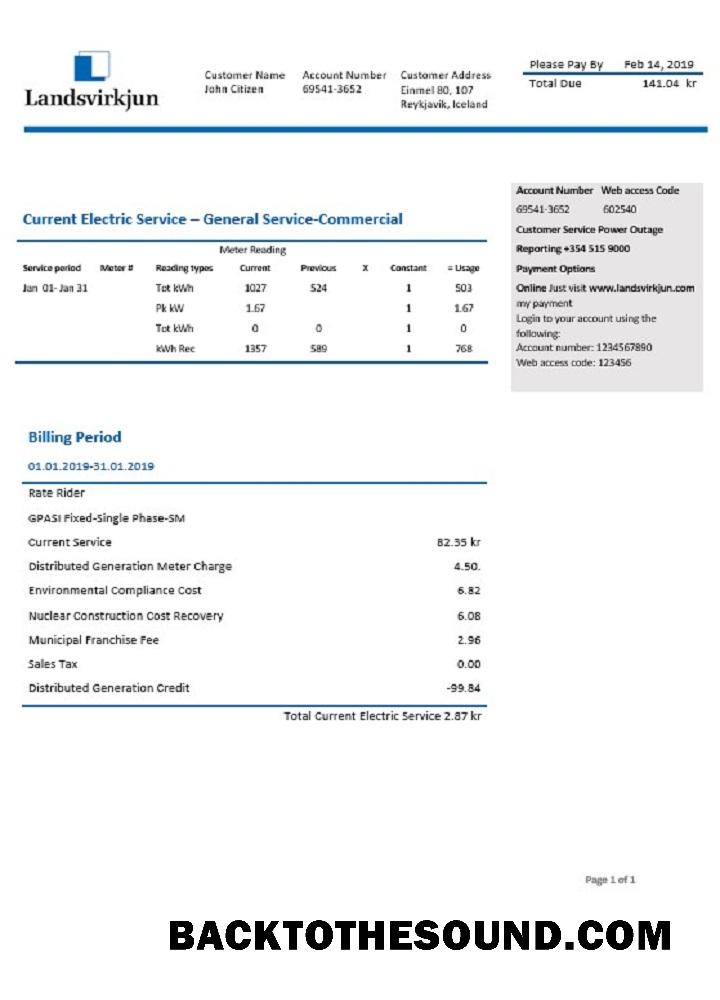 Landsvirkjun
Customer Name Account Number Customer Address
John Citizen 69541-3652 Einmel 80, 107
Reykjavik, Iceland
Please Pay By Feb 14, 2019
Total Due 141.04 kr
Current Electric Service – General Service-Commercial
Meter Reading
Service period Meter # Reading types Current Previous X Constant = Usage
Jan 01- Jan 31 Tot kWh 1027 524 1 503
Pk kW 1.67 1 1.67
Tot kWh 0 0 1 0
kWh Rec 1357 589 1 768
Account Number Web access Code
69541-3652 602540
Customer Service Power Outage
Reporting +354 515 9000
Payment Options
Online Just visit www.landsvirkjun.com
my payment
Login to your account using the
following:
Account number: 1234567890
Web access code: 123456
Billing Period
01.01.2019-31.01.2019
Rate Rider
GPASI Fixed-Single Phase-SM
Current Service 82.35 kr
Distributed Generation Meter Charge 4.50.
Environmental Compliance Cost 6.82
Nuclear Construction Cost Recovery 6.08
Municipal Franchise Fee 2.96
Sales Tax 0.00
Distributed Generation Credit -99.84
Total Current Electric Service 2.87 kr
Page 1 of 1
BACKTOTHESOUND.COM